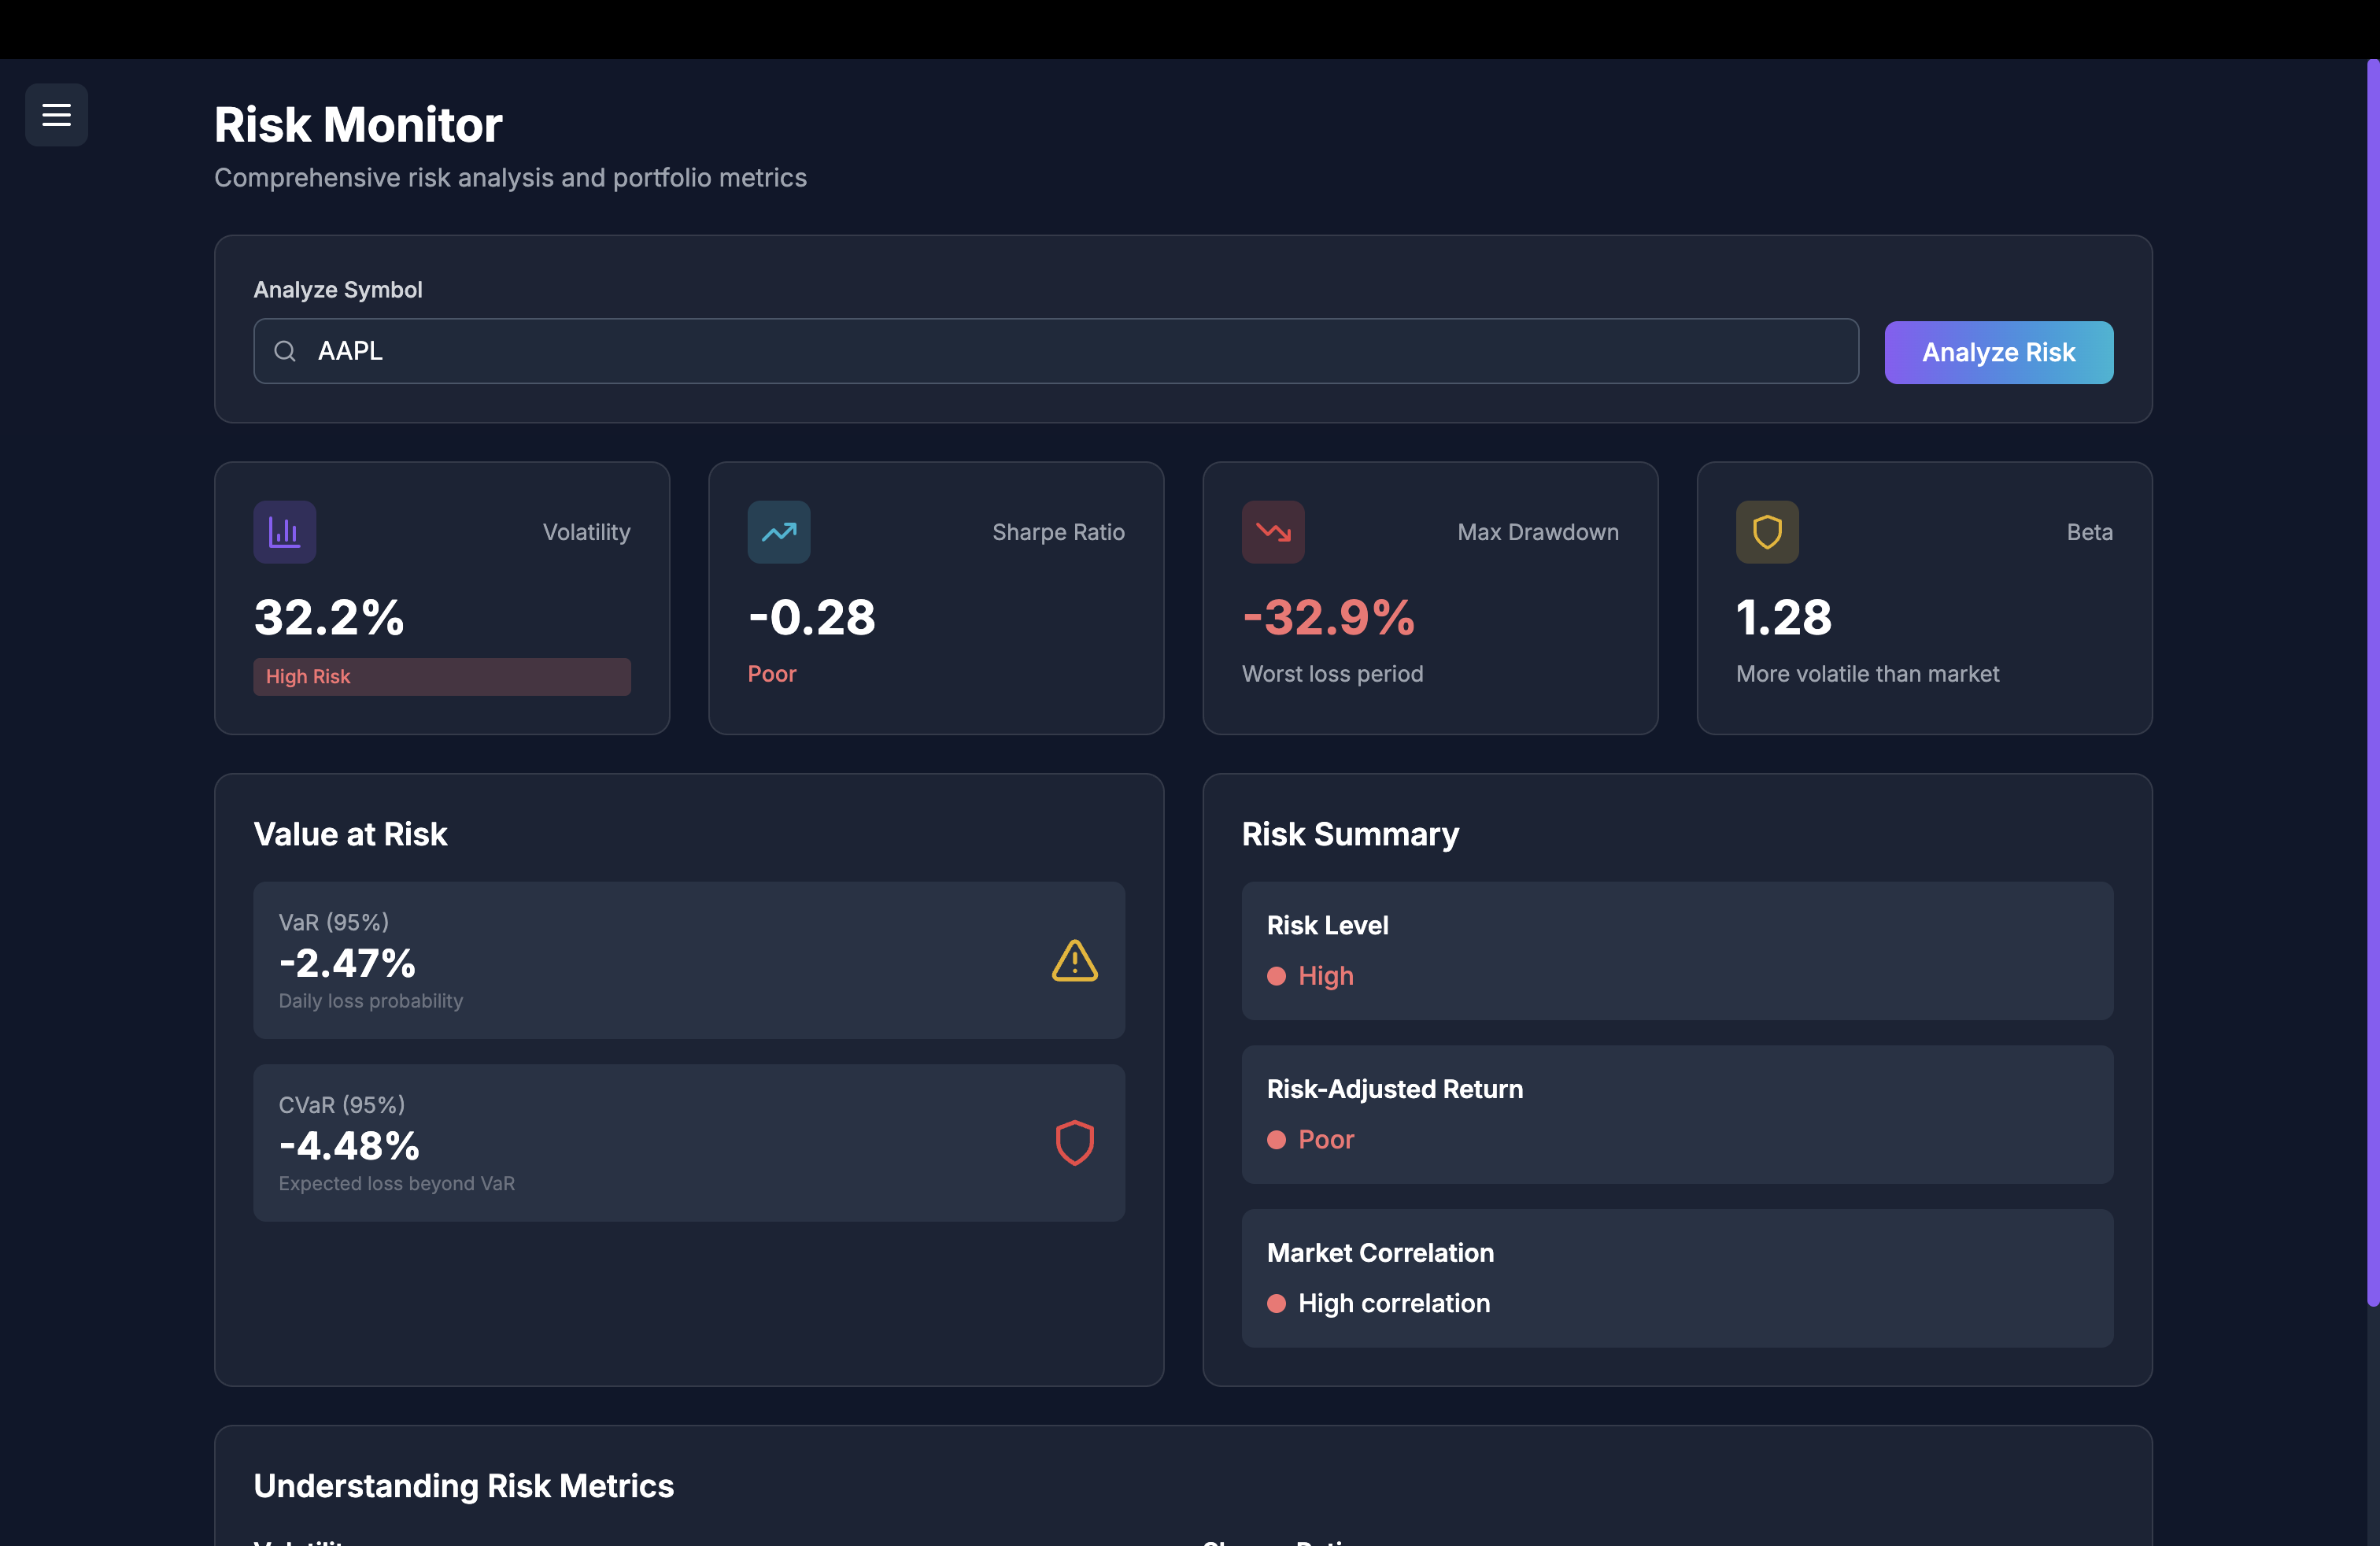 Risk Monitor
Comprehensive risk analysis and portfolio metrics
Analyze Symbol
AAPL
Analyze Risk
Volatility
32.2%
High Risk
Sharpe Ratio
-0.28
Poor
Max Drawdown
-32.9%
Worst loss period
Beta
1.28
More volatile than market
Value at Risk
VaR (95%)
-2.47%
Daily loss probability
CVaR (95%)
-4.48%
Expected loss beyond VaR
Risk Summary
Risk Level
High
Risk-Adjusted Return
Poor
Market Correlation
High correlation
Understanding Risk Metrics